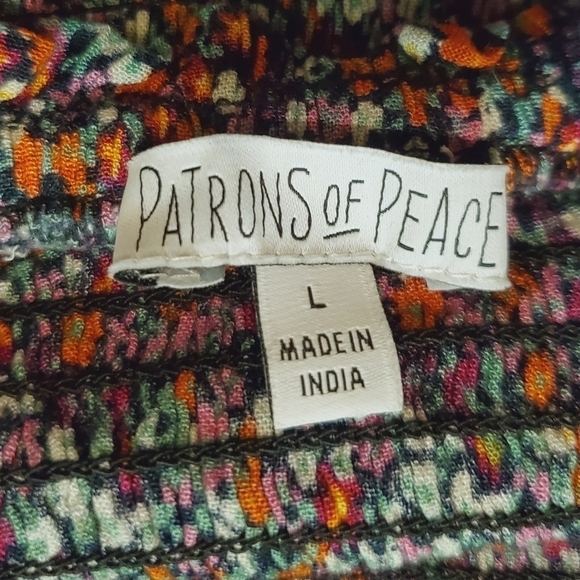 PATRONS OF PEACE
L
MADE IN
INDIA